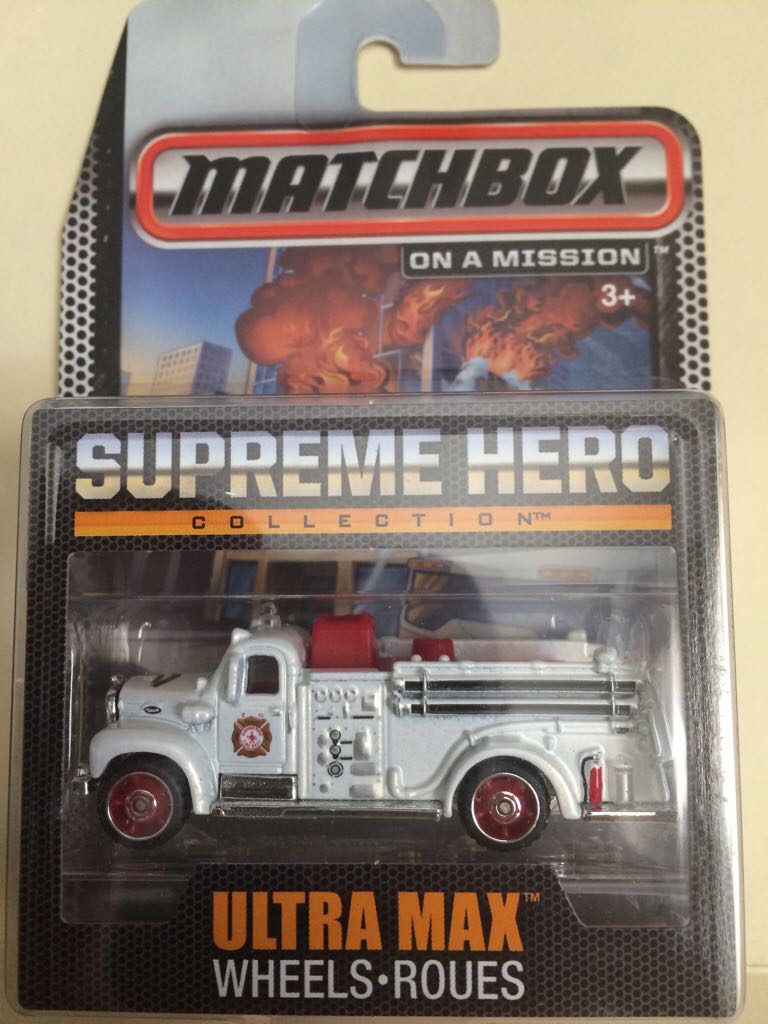 MATCHBOX
ON A MISSION™
3+
SUPREME HERO
COLLECTION™
ULTRA MAX™
WHEELS•ROUES